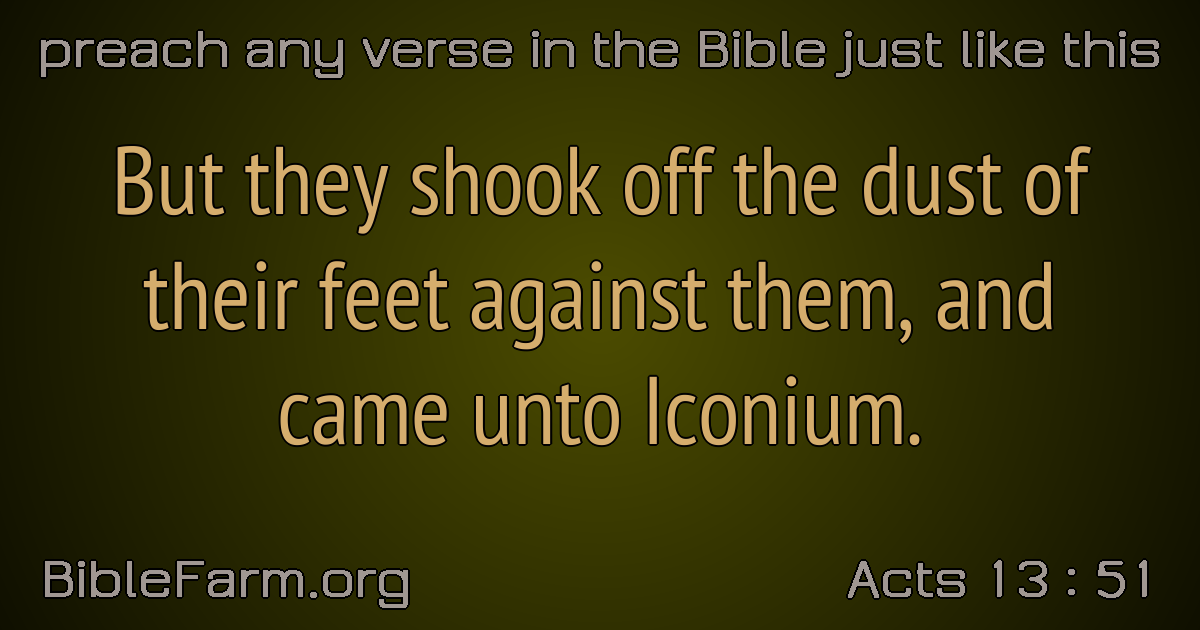 preach any verse in the Bible just like this
But they shook off the dust of
their feet against them, and
came unto Iconium.
BibleFarm.org
Acts 13 : 51